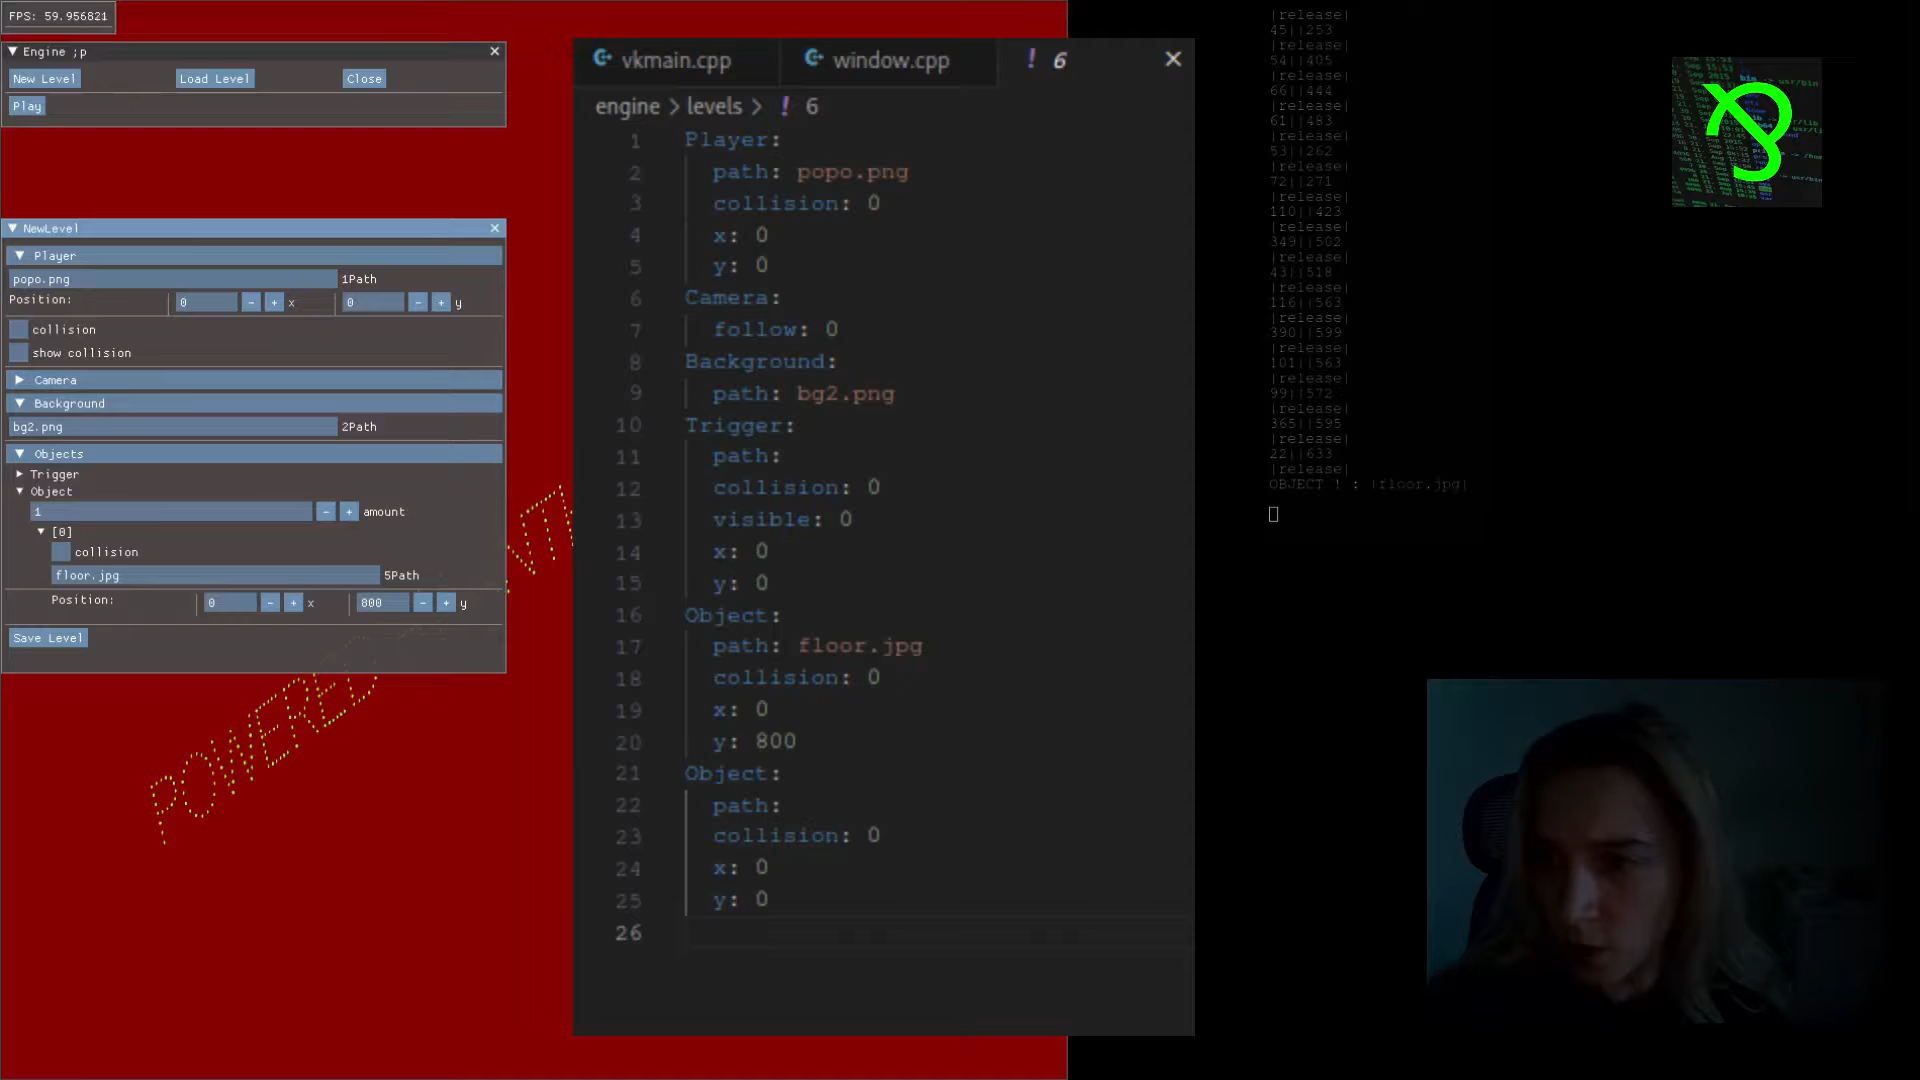 FPS: 59.956821
Engine ;p
New Level
Load Level
Close
Play
NewLevel
Player
popo.png
1Path
Position:
0
-
+
x
0
-
+
y
collision
show collision
Camera
Background
bg2.png
2Path
Objects
Trigger
Object
1
-
+
amount
[0]
collision
floor.jpg
5Path
Position:
0
-
+
x
800
-
+
y
Save Level
POWERED
vkmain.cpp
window.cpp
! 6
engine > levels > ! 6
1 Player:
2 path: popo.png
3 collision: 0
4 x: 0
5 y: 0
6 Camera:
7 follow: 0
8 Background:
9 path: bg2.png
10 Trigger:
11 path:
12 collision: 0
13 visible: 0
14 x: 0
15 y: 0
16 Object:
17 path: floor.jpg
18 collision: 0
19 x: 0
20 y: 800
21 Object:
22 path:
23 collision: 0
24 x: 0
25 y: 0
26
|release|
45||253
|release|
54||405
|release|
66||444
|release|
61||483
|release|
53||262
|release|
72||271
|release|
110||423
|release|
349||502
|release|
43||518
|release|
116||563
|release|
390||599
|release|
101||563
|release|
99||572
|release|
365||595
|release|
22||633
|release|
OBJECT ! : |floor.jpg|